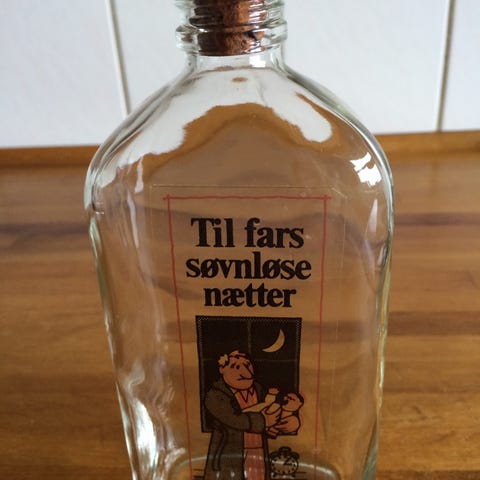 Til fars
søvnløse
nætter